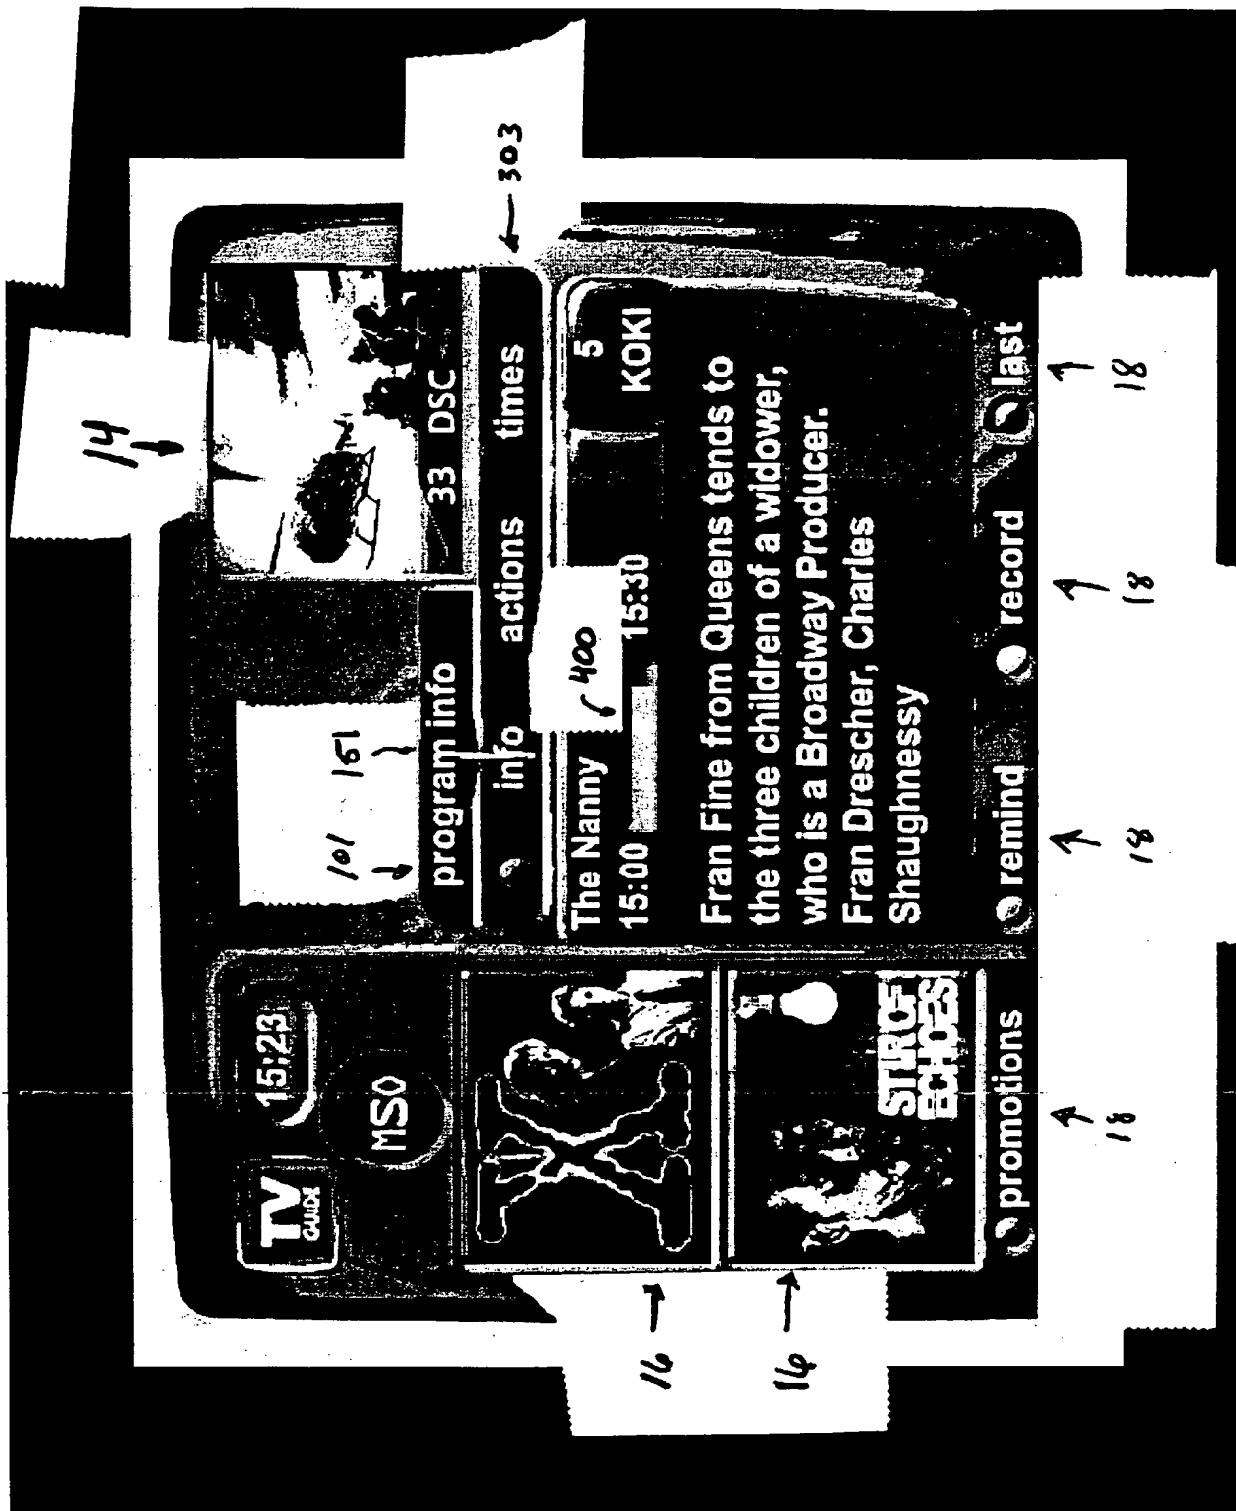 14
303
101 151
TV
GUIDE
15:23
MSO
program info
33 DSC
info actions times
400
The Nanny
5
15:00 15:30
KOKI
Fran Fine from Queens tends to
the three children of a widower,
who is a Broadway Producer.
Fran Drescher, Charles
Shaughnessy
X
STIR OF
ECHOES
16
16
promotions remind record last
18 18 18 18